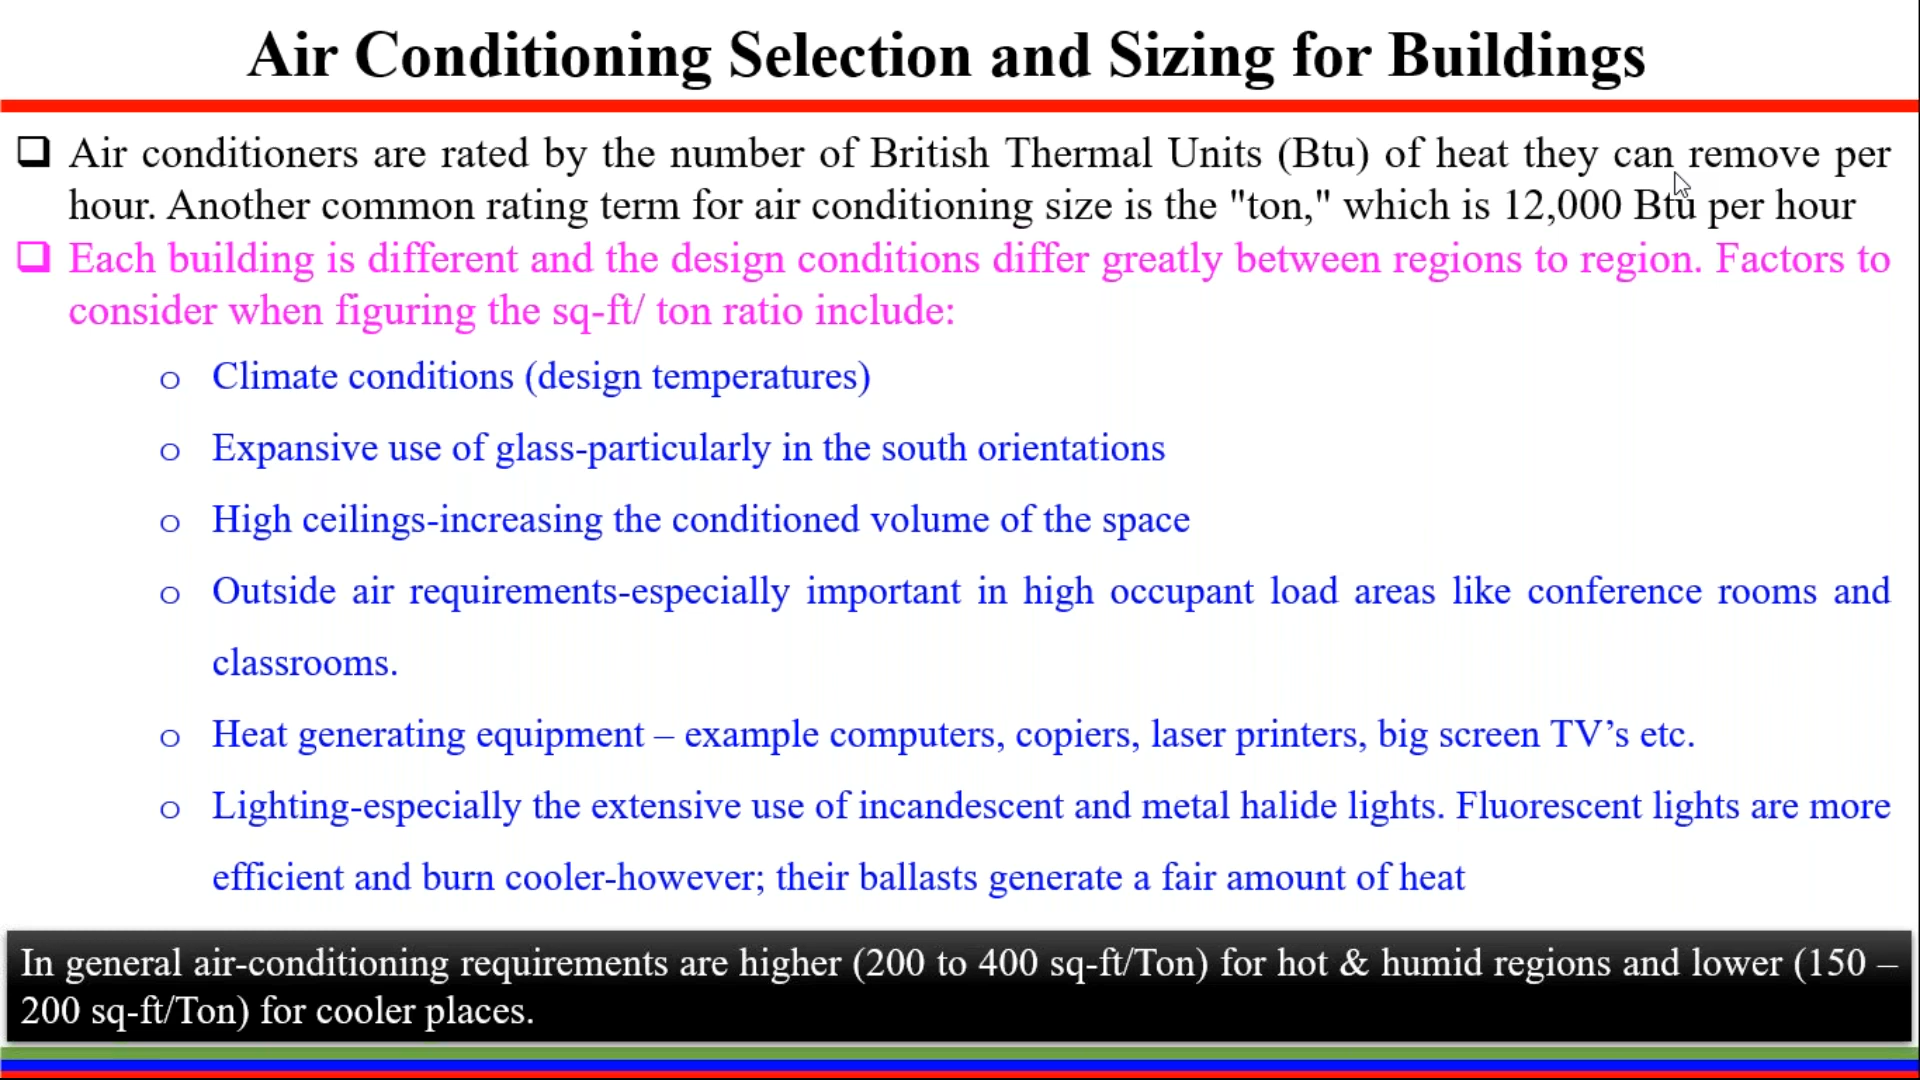 Air Conditioning Selection and Sizing for Buildings
Air conditioners are rated by the number of British Thermal Units (Btu) of heat they can remove per
hour. Another common rating term for air conditioning size is the "ton," which is 12,000 Btu per hour
Each building is different and the design conditions differ greatly between regions to region. Factors to
consider when figuring the sq-ft/ ton ratio include:
o Climate conditions (design temperatures)
o Expansive use of glass-particularly in the south orientations
o High ceilings-increasing the conditioned volume of the space
o Outside air requirements-especially important in high occupant load areas like conference rooms and
classrooms.
o Heat generating equipment – example computers, copiers, laser printers, big screen TV’s etc.
o Lighting-especially the extensive use of incandescent and metal halide lights. Fluorescent lights are more
efficient and burn cooler-however; their ballasts generate a fair amount of heat
In general air-conditioning requirements are higher (200 to 400 sq-ft/Ton) for hot & humid regions and lower (150 –
200 sq-ft/Ton) for cooler places.